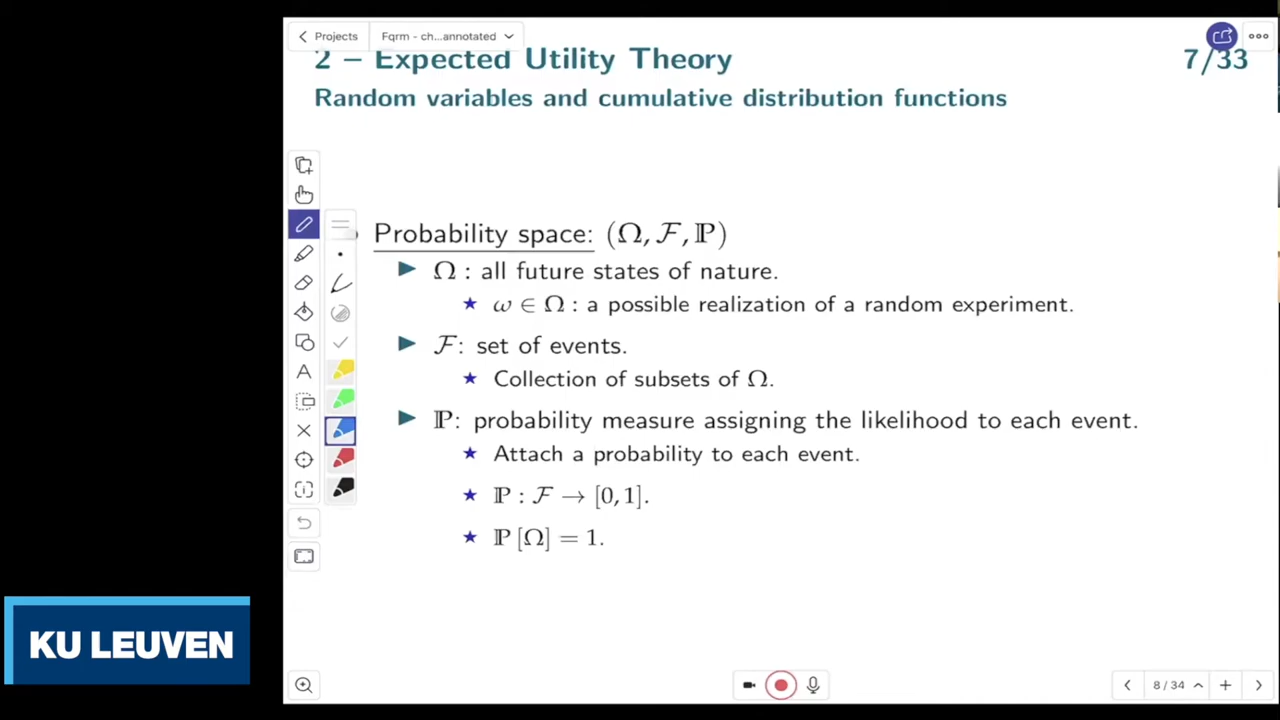 Projects
Fqrm - ch...annotated
2 – Expected Utility Theory
7/33
Random variables and cumulative distribution functions
Probability space: (Ω, ℱ, ℙ)
Ω : all future states of nature.
ω ∈ Ω : a possible realization of a random experiment.
ℱ: set of events.
Collection of subsets of Ω.
ℙ: probability measure assigning the likelihood to each event.
Attach a probability to each event.
ℙ : ℱ → [0, 1].
ℙ [Ω] = 1.
KU LEUVEN
8 / 34